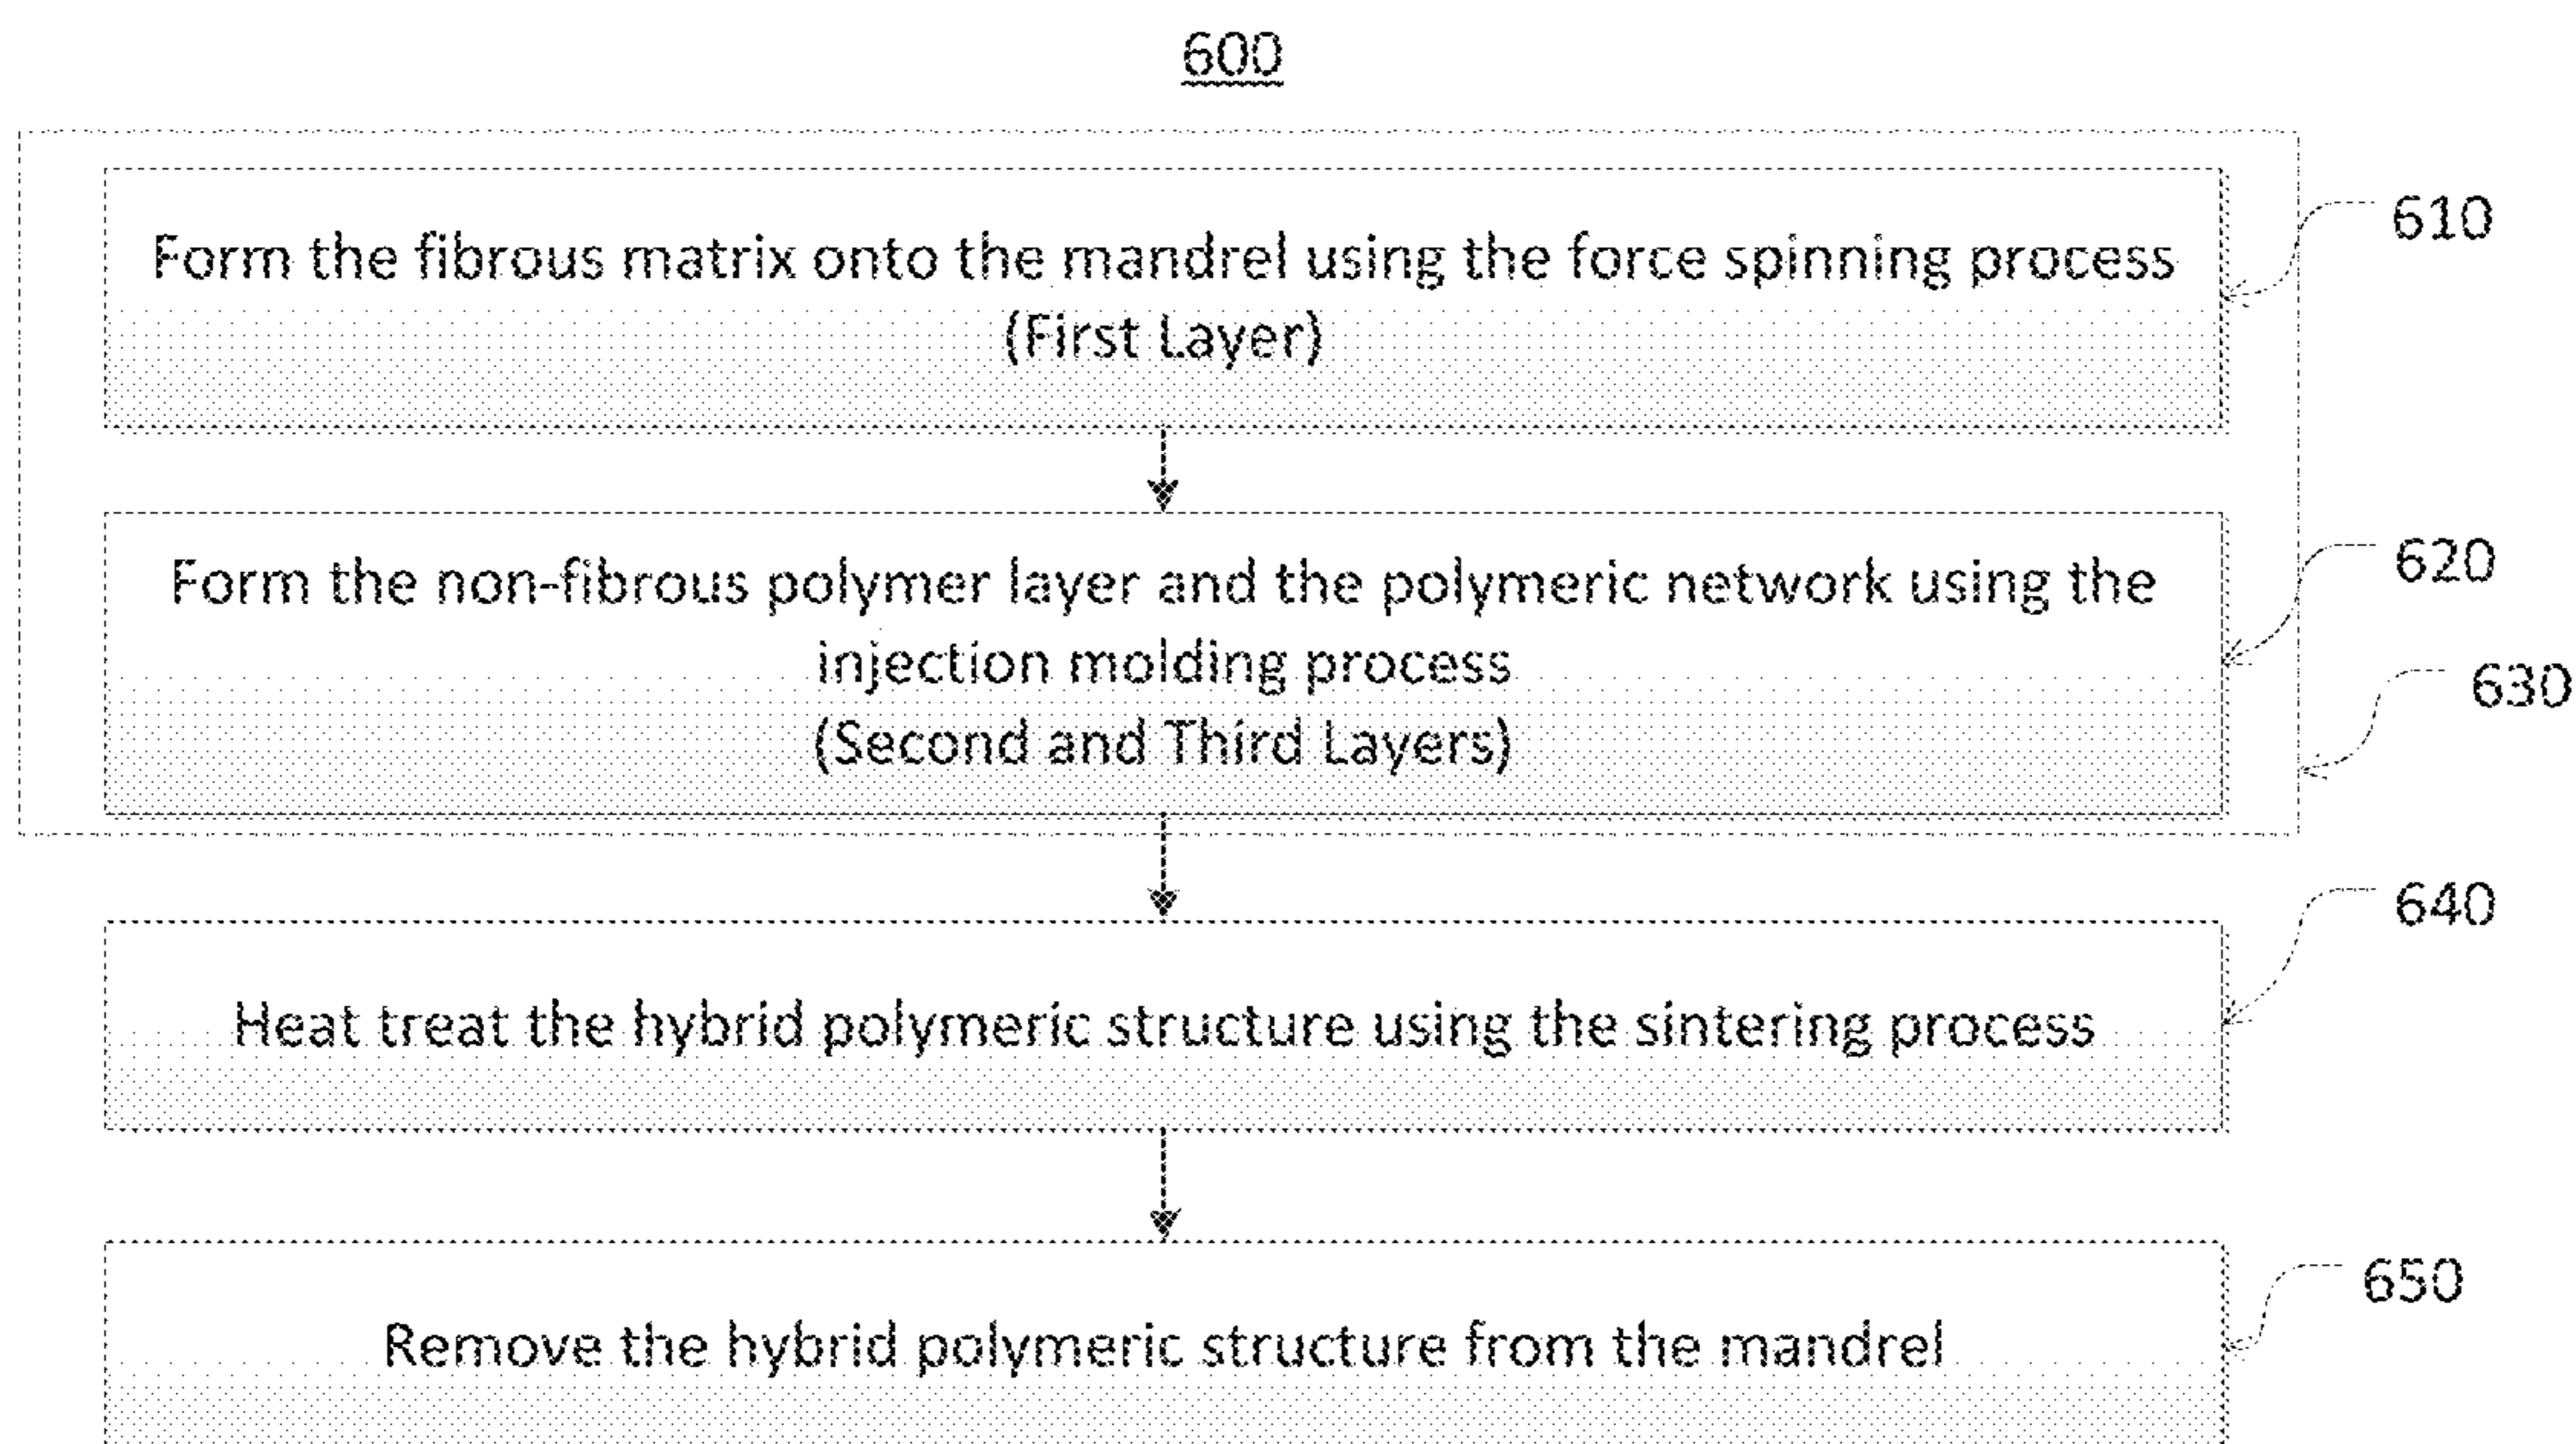 600
Form the fibrous matrix onto the mandrel using the force spinning process
(First Layer)
610
Form the non-fibrous polymer layer and the polymeric network using the
injection molding process
(Second and Third Layers)
620
630
Heat treat the hybrid polymeric structure using the sintering process
640
Remove the hybrid polymeric structure from the mandrel
650